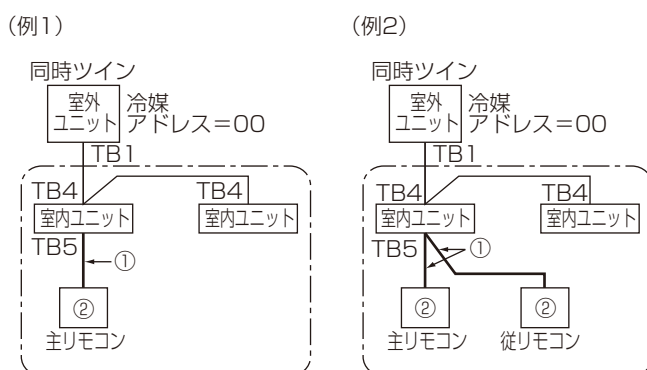 （例1）
同時ツイン
室外
ユニット
冷媒
アドレス＝00
TB1
TB4
TB4
室内ユニット
室内ユニット
TB5
①
②
主リモコン
（例2）
同時ツイン
室外
ユニット
冷媒
アドレス＝00
TB1
TB4
TB4
室内ユニット
室内ユニット
TB5
①
②
②
主リモコン
従リモコン